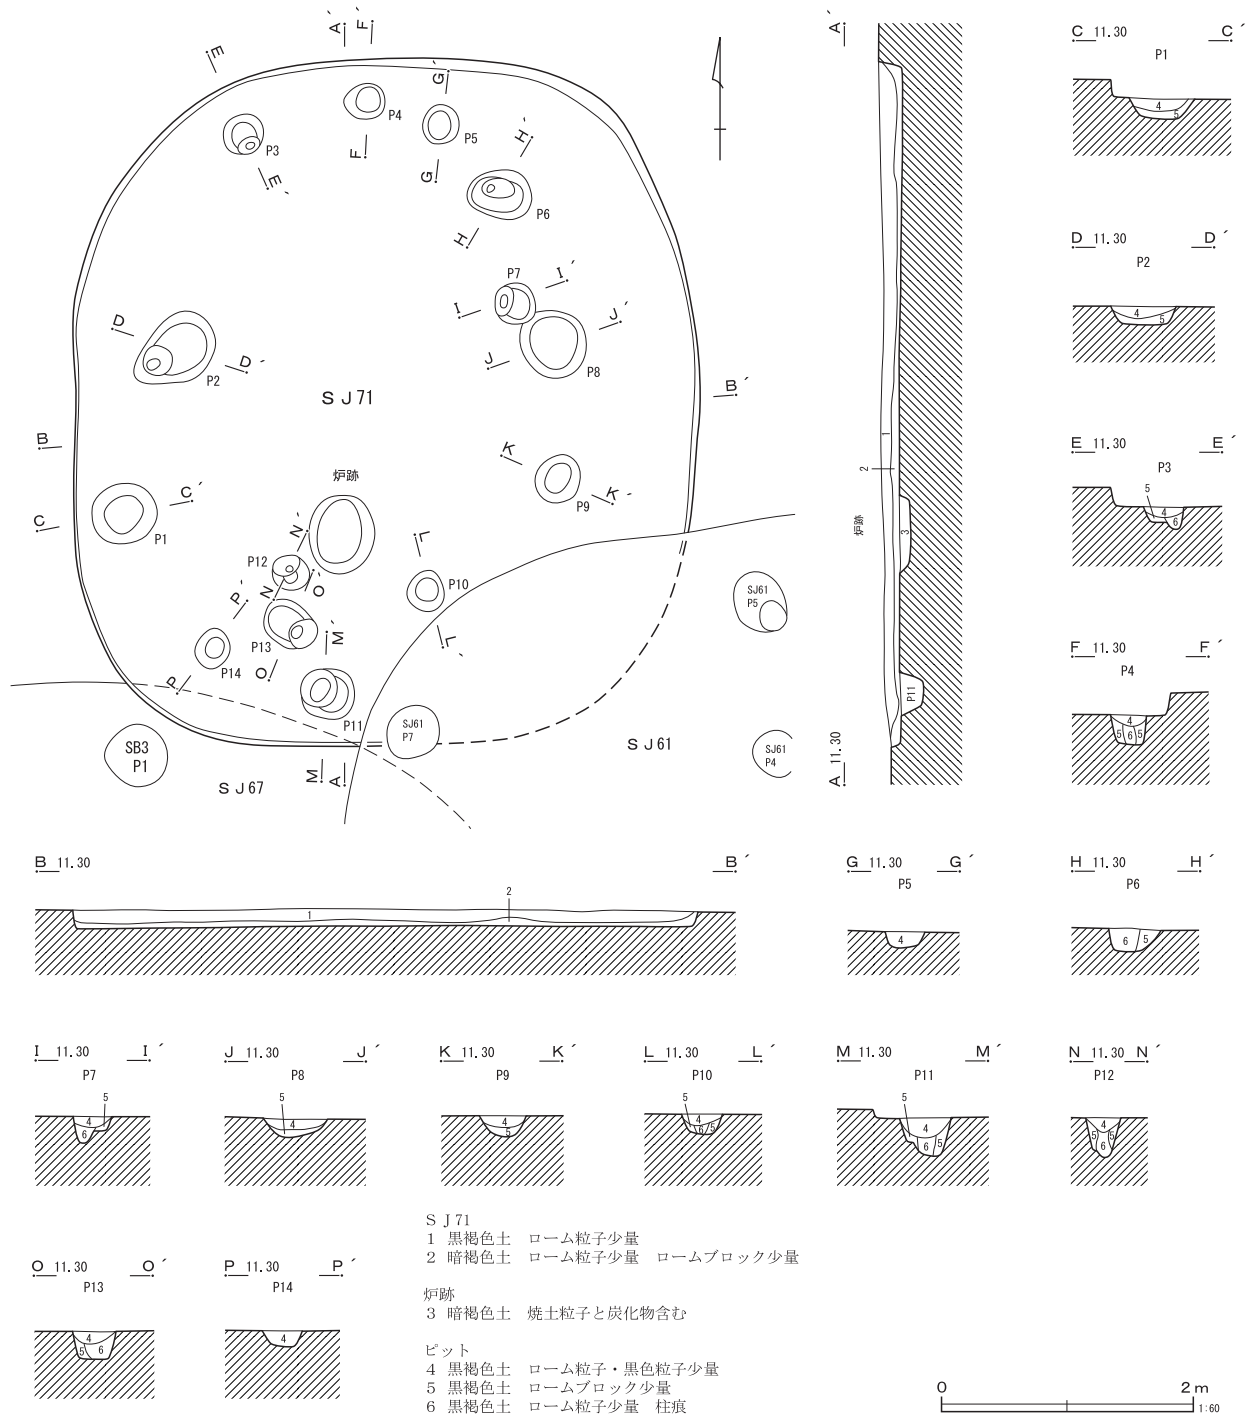 A´
F´
E
G´
P4
P5
H´
P3
F
G
E´
P6
H
P7
I´
I
J´
D
J
P8
D´
P2
S J 71
B´
B
K
炉跡
C´
P9
K´
C
P1
N´
L
P12
P10
SJ61
P5
N
O´
P´
M´
P13
L´
P14
O
P
P11
SJ61
P7
SB3
P1
S J 61
SJ61
P4
S J 67
M
A
A´
1
2
炉跡
3
P11
A 11.30
C 11.30 C´
P1
4
5
D 11.30 D´
P2
4
5
E 11.30 E´
P3
5
4
6
F 11.30 F´
P4
4
5 6 5
B 11.30 B´
2
1
G 11.30 G´
P5
4
H 11.30 H´
P6
6 5
I 11.30 I´
P7
5
4
6
J 11.30 J´
P8
5
4
K 11.30 K´
P9
4
5
L 11.30 L´
P10
5
4
6 5
M 11.30 M´
P11
5
4
6 5
N 11.30 N´
P12
4
5 6 5
O 11.30 O´
P13
4
5 6
P 11.30 P´
P14
4
S J 71
1 黒褐色土 ローム粒子少量
2 暗褐色土 ローム粒子少量 ロームブロック少量
炉跡
3 暗褐色土 焼土粒子と炭化物含む
ピット
4 黒褐色土 ローム粒子・黒色粒子少量
5 黒褐色土 ロームブロック少量
6 黒褐色土 ローム粒子少量 柱痕
0 2 m
1:60